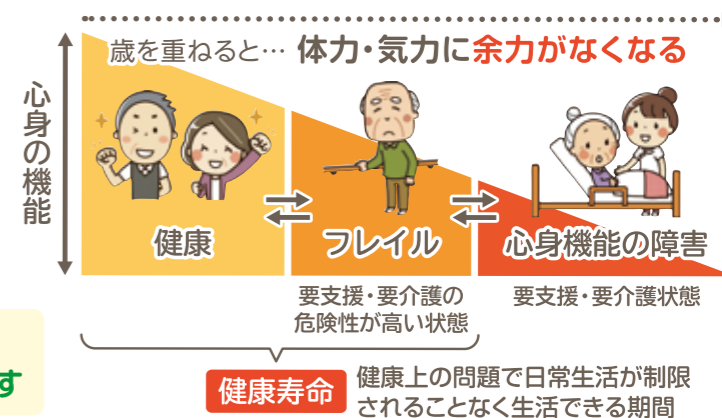 歳を重ねると… 体力・気力に余力がなくなる
心身の機能
健康
フレイル
心身機能の障害
要支援・要介護の
危険性が高い状態
要支援・要介護状態
す
健康寿命
健康上の問題で日常生活が制限
されることなく生活できる期間